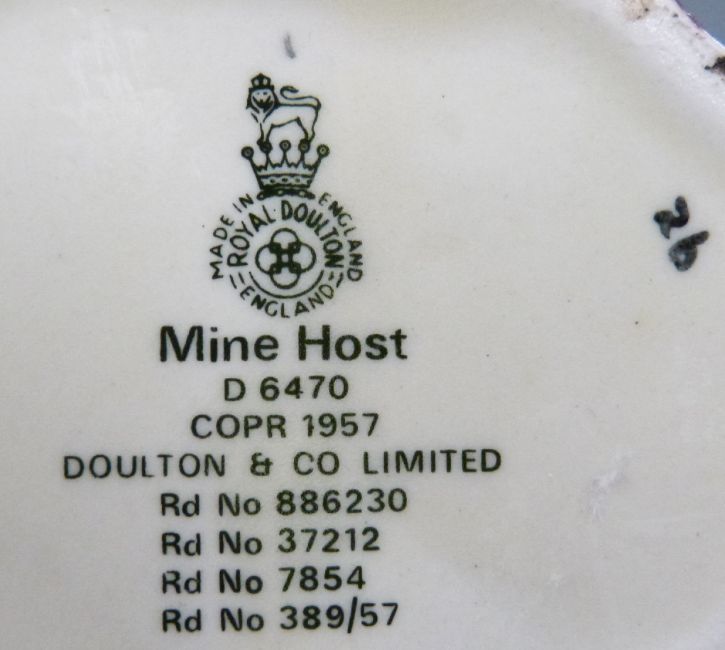 MADE IN ENGLAND
ROYAL DOULTON
ENGLAND
Mine Host
D 6470
COPR 1957
DOULTON & CO LIMITED
Rd No 886230
Rd No 37212
Rd No 7854
Rd No 389/57
26